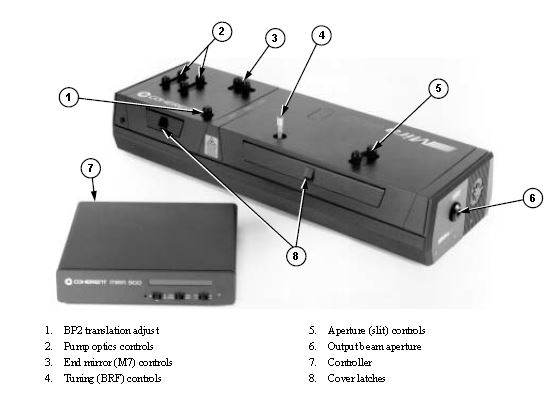 2
3
4
1
5
COHERENT
MIRA
7
6
8
COHERENT MIRA 900
1. BP2 translation adjust
2. Pump optics controls
3. End mirror (M7) controls
4. Tuning (BRF) controls
5. Aperture (slit) controls
6. Output beam aperture
7. Controller
8. Cover latches